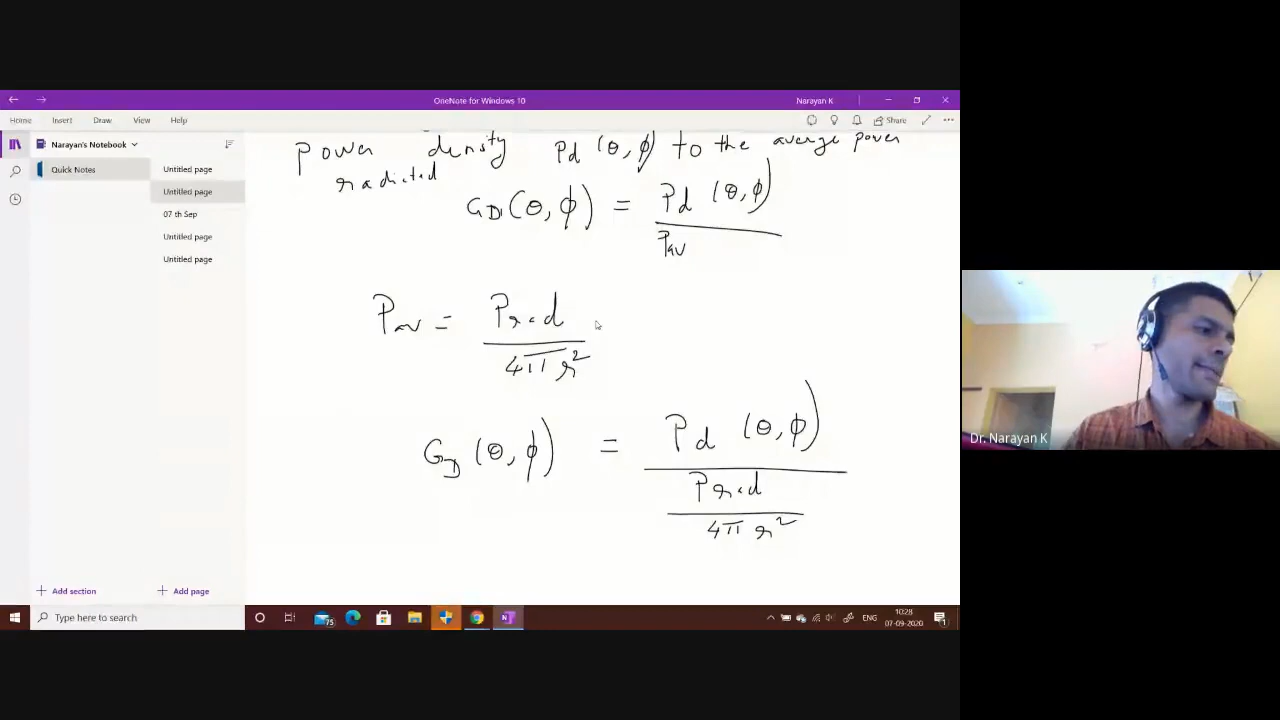 OneNote for Windows 10
Narayan K
Home Insert Draw View Help
Share
Narayan's Notebook
Quick Notes
Untitled page
Untitled page
07 th Sep
Untitled page
Untitled page
Power density Pd (θ,φ) to the average power
radiated
GD(θ,φ) = Pd (θ,φ) / Pav
Pav = Prad / 4π r²
GD (θ,φ) = Pd (θ,φ) / (Prad / 4π r²)
Dr. Narayan K
+ Add section + Add page
Type here to search
75
ENG
10:28
07-09-2020